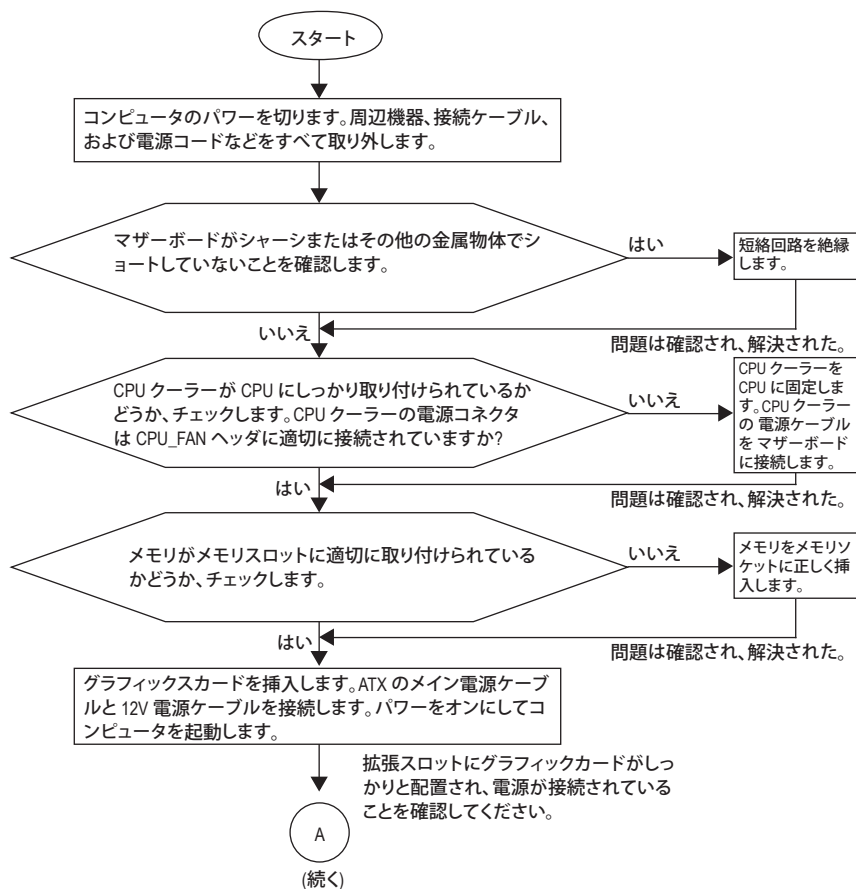 スタート
コンピュータのパワーを切ります。周辺機器、接続ケーブル、
および電源コードなどをすべて取り外します。
マザーボードがシャーシまたはその他の金属物体でシ
ョートしていないことを確認します。
はい
短絡回路を絶縁
します。
いいえ
問題は確認され、解決された。
CPU クーラーが CPU にしっかり取り付けられているか
どうか、チェックします。CPU クーラーの電源コネクタ
は CPU_FAN ヘッダに適切に接続されていますか?
いいえ
CPU クーラーを
CPU に固定しま
す。CPU クーラー
の 電源ケーブル
を マザーボード
に接続します。
はい
問題は確認され、解決された。
メモリがメモリスロットに適切に取り付けられている
かどうか、チェックします。
いいえ
メモリをメモリソ
ケットに正しく挿
入します。
はい
問題は確認され、解決された。
グラフィックスカードを挿入します。ATX のメイン電源ケーブ
ルと 12V 電源ケーブルを接続します。パワーをオンにしてコ
ンピュータを起動します。
拡張スロットにグラフィックカードがしっ
かりと配置され、電源が接続されている
ことを確認してください。
A
(続く)